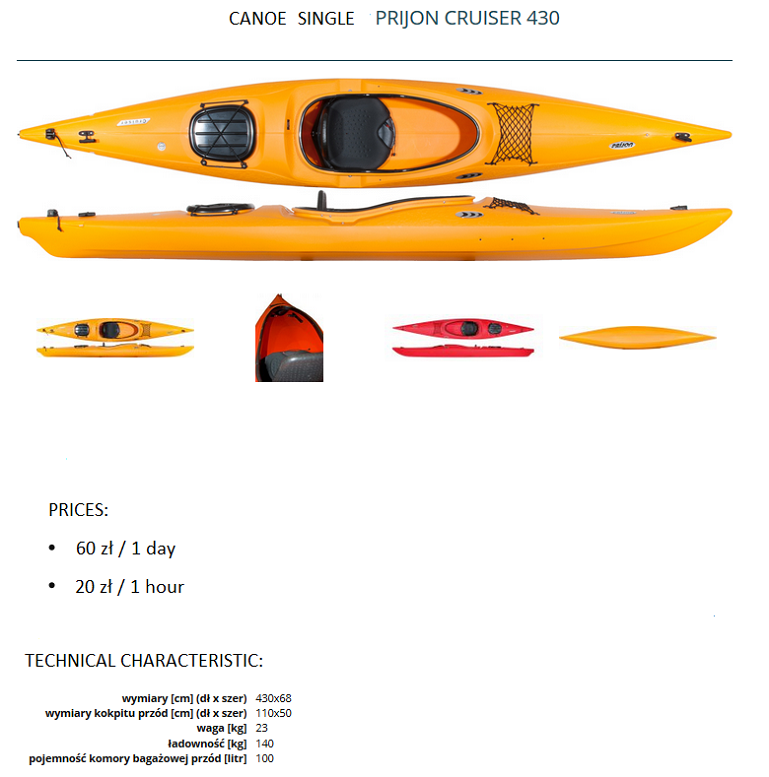 CANOE SINGLE PRIJON CRUISER 430
prijon
PRICES:
• 60 zł / 1 day
• 20 zł / 1 hour
TECHNICAL CHARACTERISTIC:
wymiary [cm] (dł x szer) 430x68
wymiary kokpitu przód [cm] (dł x szer) 110x50
waga [kg] 23
ładowność [kg] 140
pojemność komory bagażowej przód [litr] 100